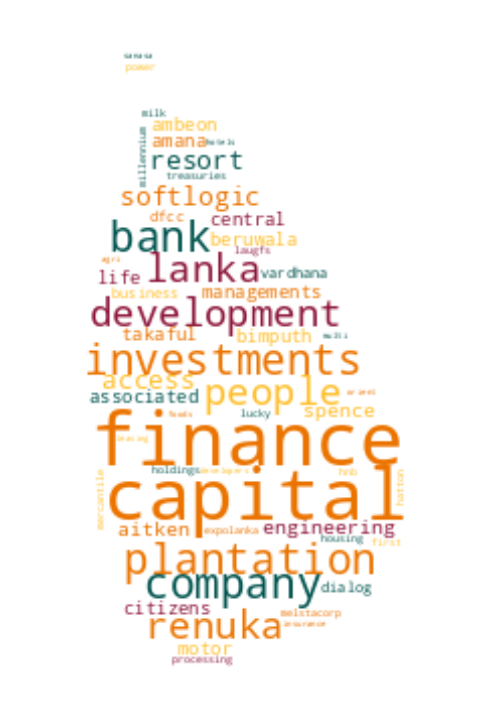 sanasa
power
milk
ambeon
millennium
amana hotels
resort
treasuries
softlogic
dfcc central
bank beruwala
laugfs
agri
life lanka vardhana
business managements
development
takaful bimputh multi
investments
access people orient
associated
foods lucky spence
finance
leasing
holdings developers hnb
mercantile capital hatton
aitken expolanka engineering
housing first
plantation
company dialog
citizens melstacorp
renuka insurance
motor
processing